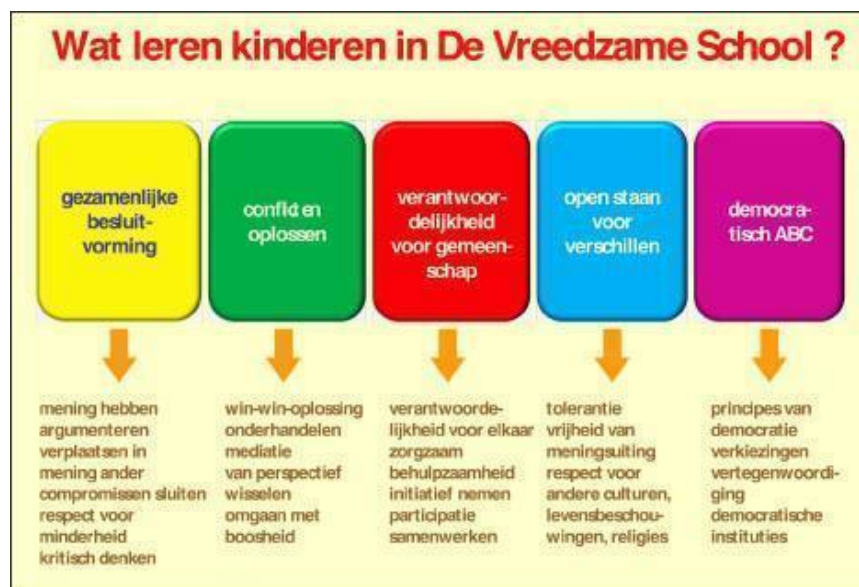 Wat leren kinderen in De Vreedzame School ?
gezamenlijke
besluit-
vorming
conflicten
oplossen
verantwoor-
delijkheid
voor gemeen-
schap
open staan
voor
verschillen
democra-
tisch ABC
mening hebben
argumenteren
verplaatsen in
mening ander
compromissen sluiten
respect voor
minderheid
kritisch denken
win-win-oplossing
onderhandelen
mediatie
van perspectief
wisselen
omgaan met
boosheid
verantwoorde-
lijkheid voor elkaar
zorgzaam
behulpzaamheid
initiatief nemen
participatie
samenwerken
tolerantie
vrijheid van
meningsuiting
respect voor
andere culturen,
levensbeschou-
wingen, religies
principes van
democratie
verkiezingen
vertegenwoordi-
ging
democratische
instituties